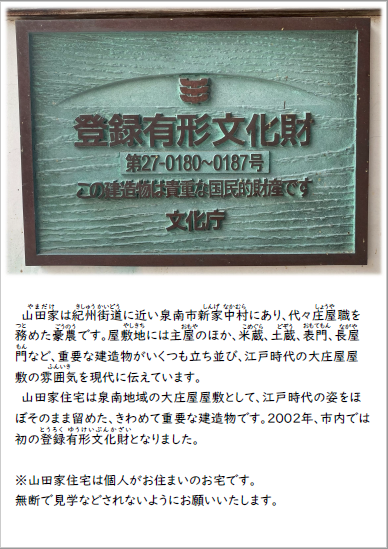 登録有形文化財
第27-0180~0187号
この建造物は貴重な国民的財産です
文化庁
山田家は紀州街道に近い泉南市新家中村にあり、代々庄屋職を
務めた豪農です。屋敷地には主屋のほか、米蔵、土蔵、表門、長屋
門など、重要な建造物がいくつも立ち並び、江戸時代の大庄屋屋
敷の雰囲気を現代に伝えています。
山田家住宅は泉南地域の大庄屋屋敷として、江戸時代の姿をほ
ぼそのまま留めた、きわめて重要な建造物です。2002年、市内では
初の登録有形文化財となりました。
※山田家住宅は個人がお住まいのお宅です。
無断で見学などされないようにお願いいたします。